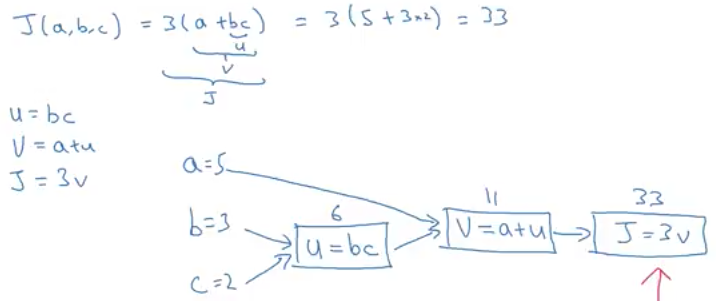 J(a,b,c) = 3(a+bc) = 3(5+3×2) = 33
u
V
J
u = bc
V = a+u
J = 3v
a=5
11
33
b=3
6
V = a+u
J = 3v
u = bc
c=2